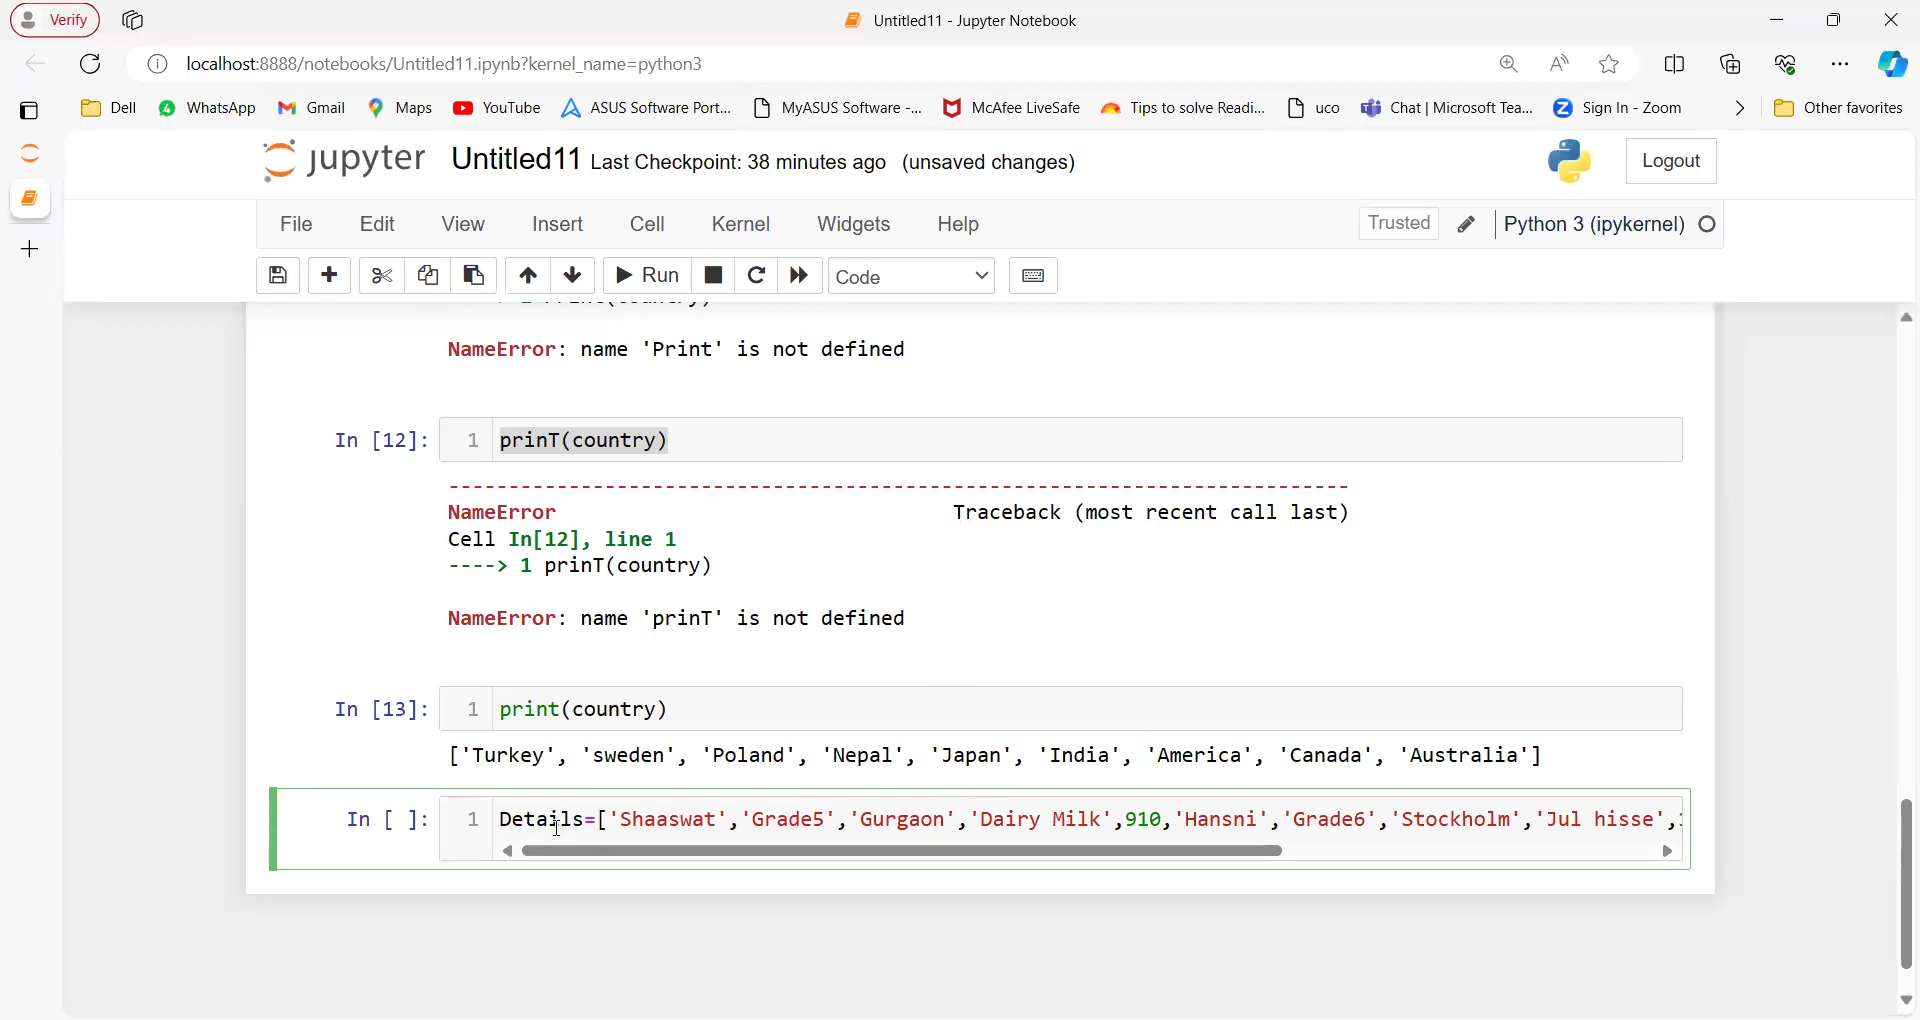 Verify
Untitled11 - Jupyter Notebook
localhost:8888/notebooks/Untitled11.ipynb?kernel_name=python3
Dell WhatsApp Gmail Maps YouTube ASUS Software Port... MyASUS Software -... McAfee LiveSafe Tips to solve Readi... uco Chat | Microsoft Tea... Sign In - Zoom Other favorites
jupyter Untitled11 Last Checkpoint: 38 minutes ago (unsaved changes) Logout
File Edit View Insert Cell Kernel Widgets Help Trusted Python 3 (ipykernel)
Run Code
NameError: name 'Print' is not defined
In [12]: 1 prinT(country)
---------------------------------------------------------------------------
NameError Traceback (most recent call last)
Cell In[12], line 1
----> 1 prinT(country)
NameError: name 'prinT' is not defined
In [13]: 1 print(country)
['Turkey', 'sweden', 'Poland', 'Nepal', 'Japan', 'India', 'America', 'Canada', 'Australia']
In [ ]: 1 Details=['Shaaswat','Grade5','Gurgaon','Dairy Milk',910,'Hansni','Grade6','Stockholm','Jul hisse',